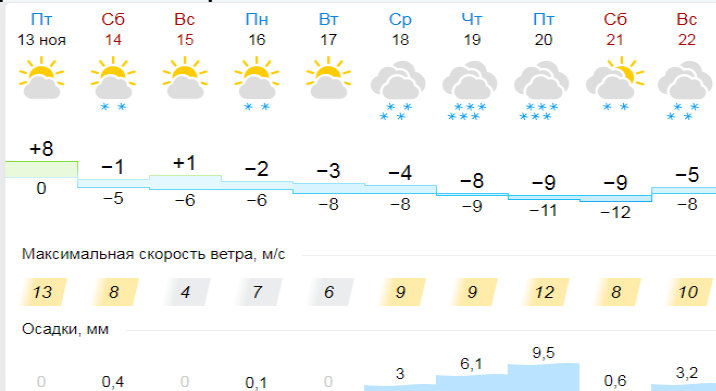 Пт Сб Вс Пн Вт Ср Чт Пт Сб Вс
13 ноя 14 15 16 17 18 19 20 21 22
+8 −1 +1 −2 −3 −4 −8 −9 −9 −5
0 −5 −6 −6 −8 −8 −9 −11 −12 −8
Максимальная скорость ветра, м/с
13 8 4 7 6 9 9 12 8 10
Осадки, мм
0 0,4 0 0,1 0 3 6,1 9,5 0,6 3,2